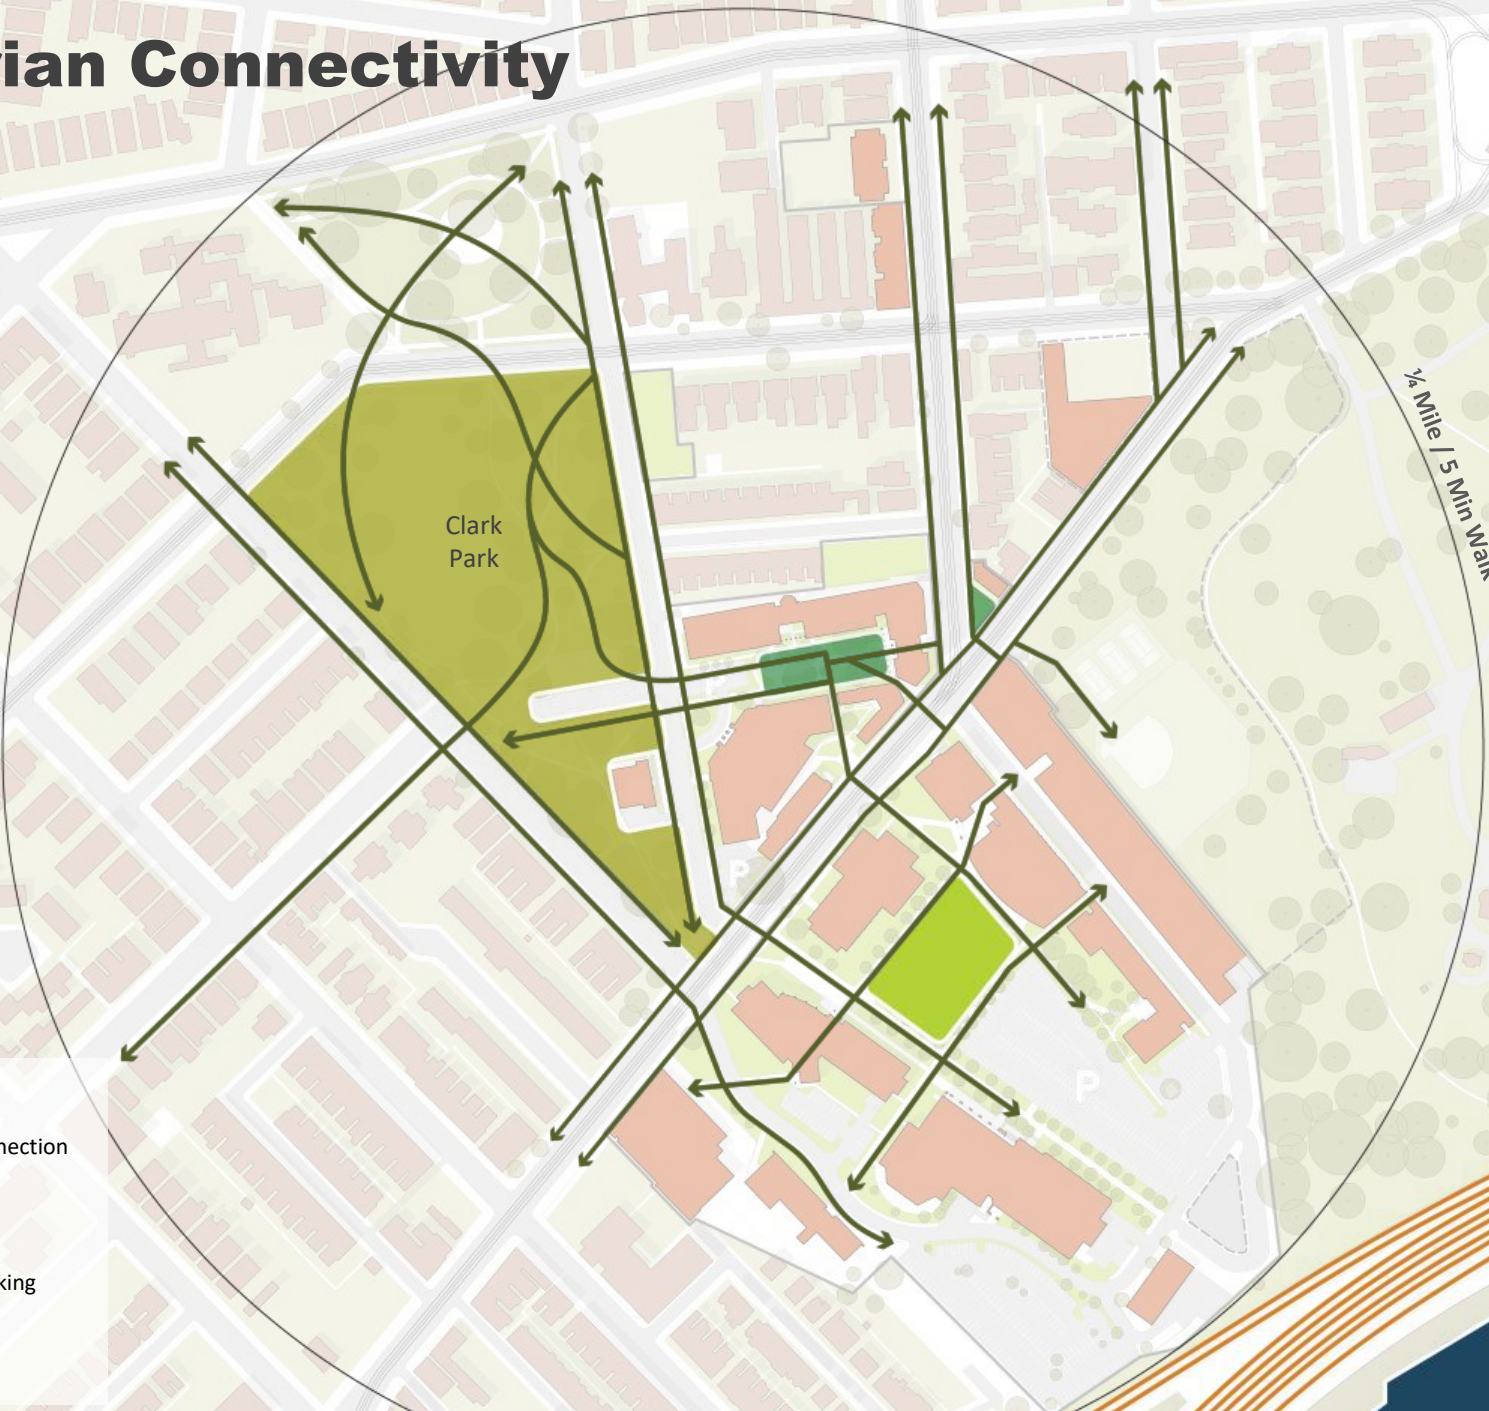 ian Connectivity
¼ Mile / 5 Min Walk
Clark
Park
P
P
nection
king